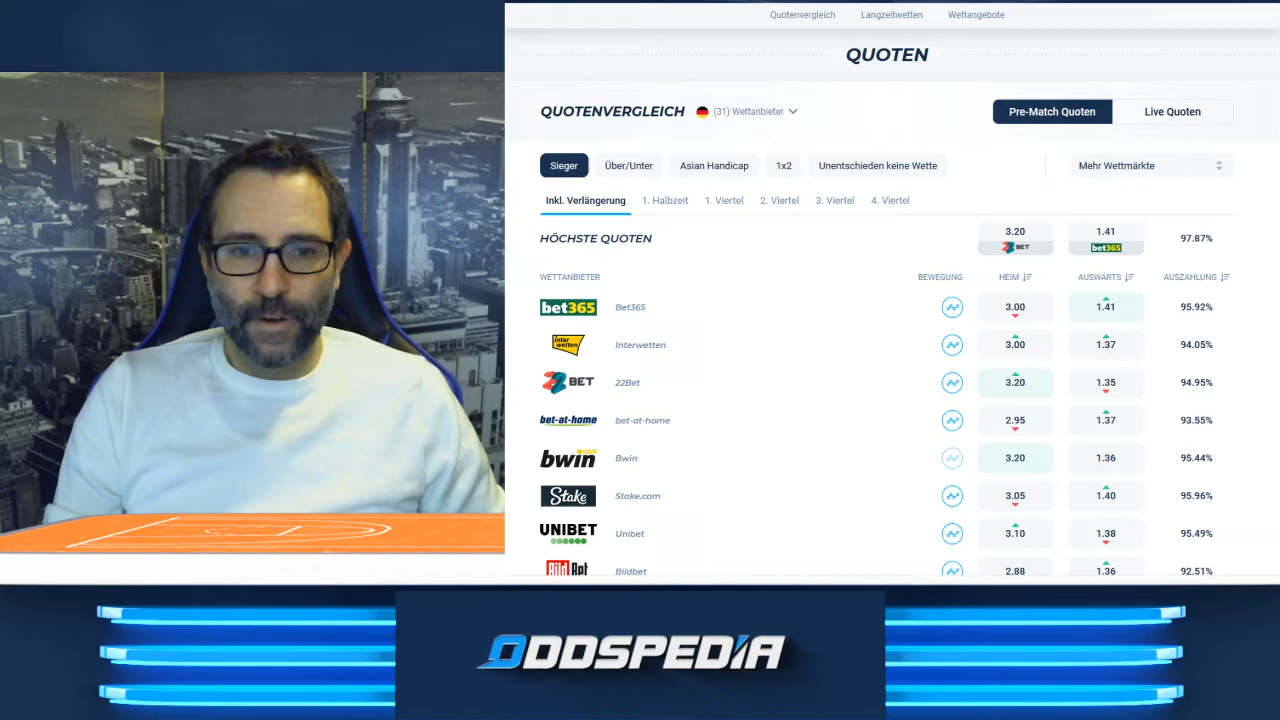 Quotenvergleich Langzeitwetten Wettangebote
QUOTEN
QUOTENVERGLEICH (31) Wettanbieter Pre-Match Quoten Live Quoten
Sieger Über/Unter Asian Handicap 1x2 Unentschieden keine Wette Mehr Wettmärkte
Inkl. Verlängerung 1. Halbzeit 1. Viertel 2. Viertel 3. Viertel 4. Viertel
HÖCHSTE QUOTEN 3.20 22BET 1.41 bet365 97.87%
WETTANBIETER BEWEGUNG HEIM AUSWÄRTS AUSZAHLUNG
bet365 Bet365 3.00 1.41 95.92%
inter wetten Interwetten 3.00 1.37 94.05%
22BET 22Bet 3.20 1.35 94.95%
bet-at-home bet-at-home 2.95 1.37 93.55%
bwin.com Bwin 3.20 1.36 95.44%
Stake Stake.com 3.05 1.40 95.96%
UNIBET Unibet 3.10 1.38 95.49%
Bildbet 2.88 1.36 92.51%
ODDSPEDIA